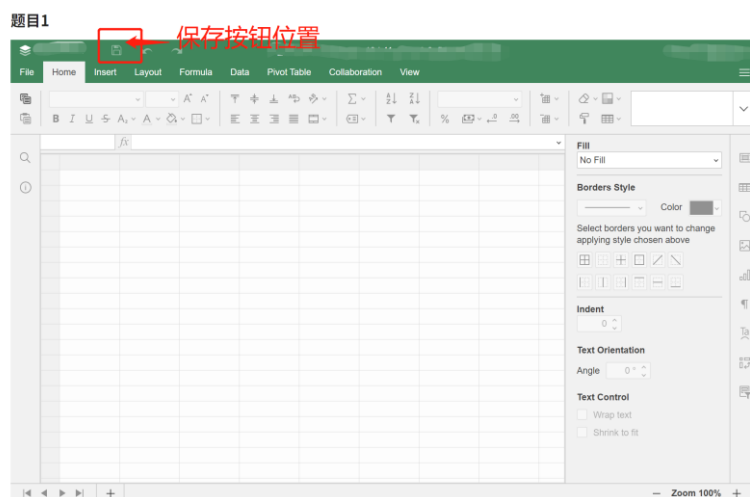 题目1
保存按钮位置
File Home Insert Layout Formula Data Pivot Table Collaboration View
fx
Fill
No Fill
Borders Style
Color
Select borders you want to change
applying style chosen above
Indent
0
Text Orientation
Angle 0 °
Text Control
Wrap text
Shrink to fit
Zoom 100%